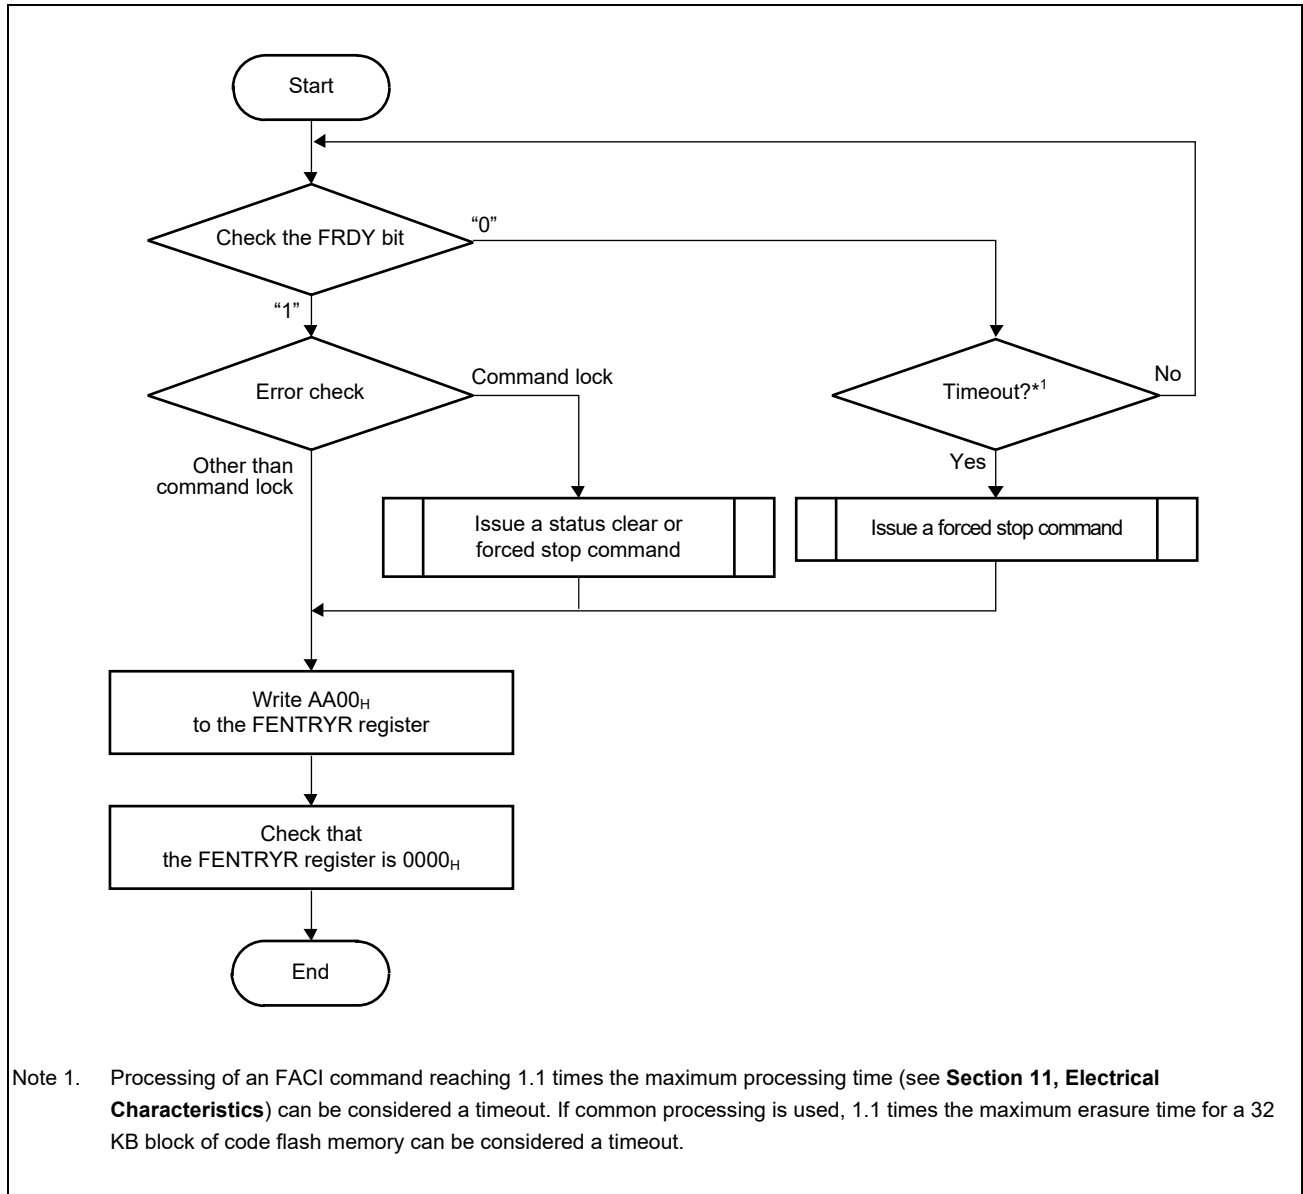 Start
Check the FRDY bit
“0”
“1”
Error check
Command lock
Timeout?*1
No
Other than
command lock
Yes
Issue a status clear or
forced stop command
Issue a forced stop command
Write AA00H
to the FENTRYR register
Check that
the FENTRYR register is 0000H
End
Note 1. Processing of an FACI command reaching 1.1 times the maximum processing time (see Section 11, Electrical
Characteristics) can be considered a timeout. If common processing is used, 1.1 times the maximum erasure time for a 32
KB block of code flash memory can be considered a timeout.